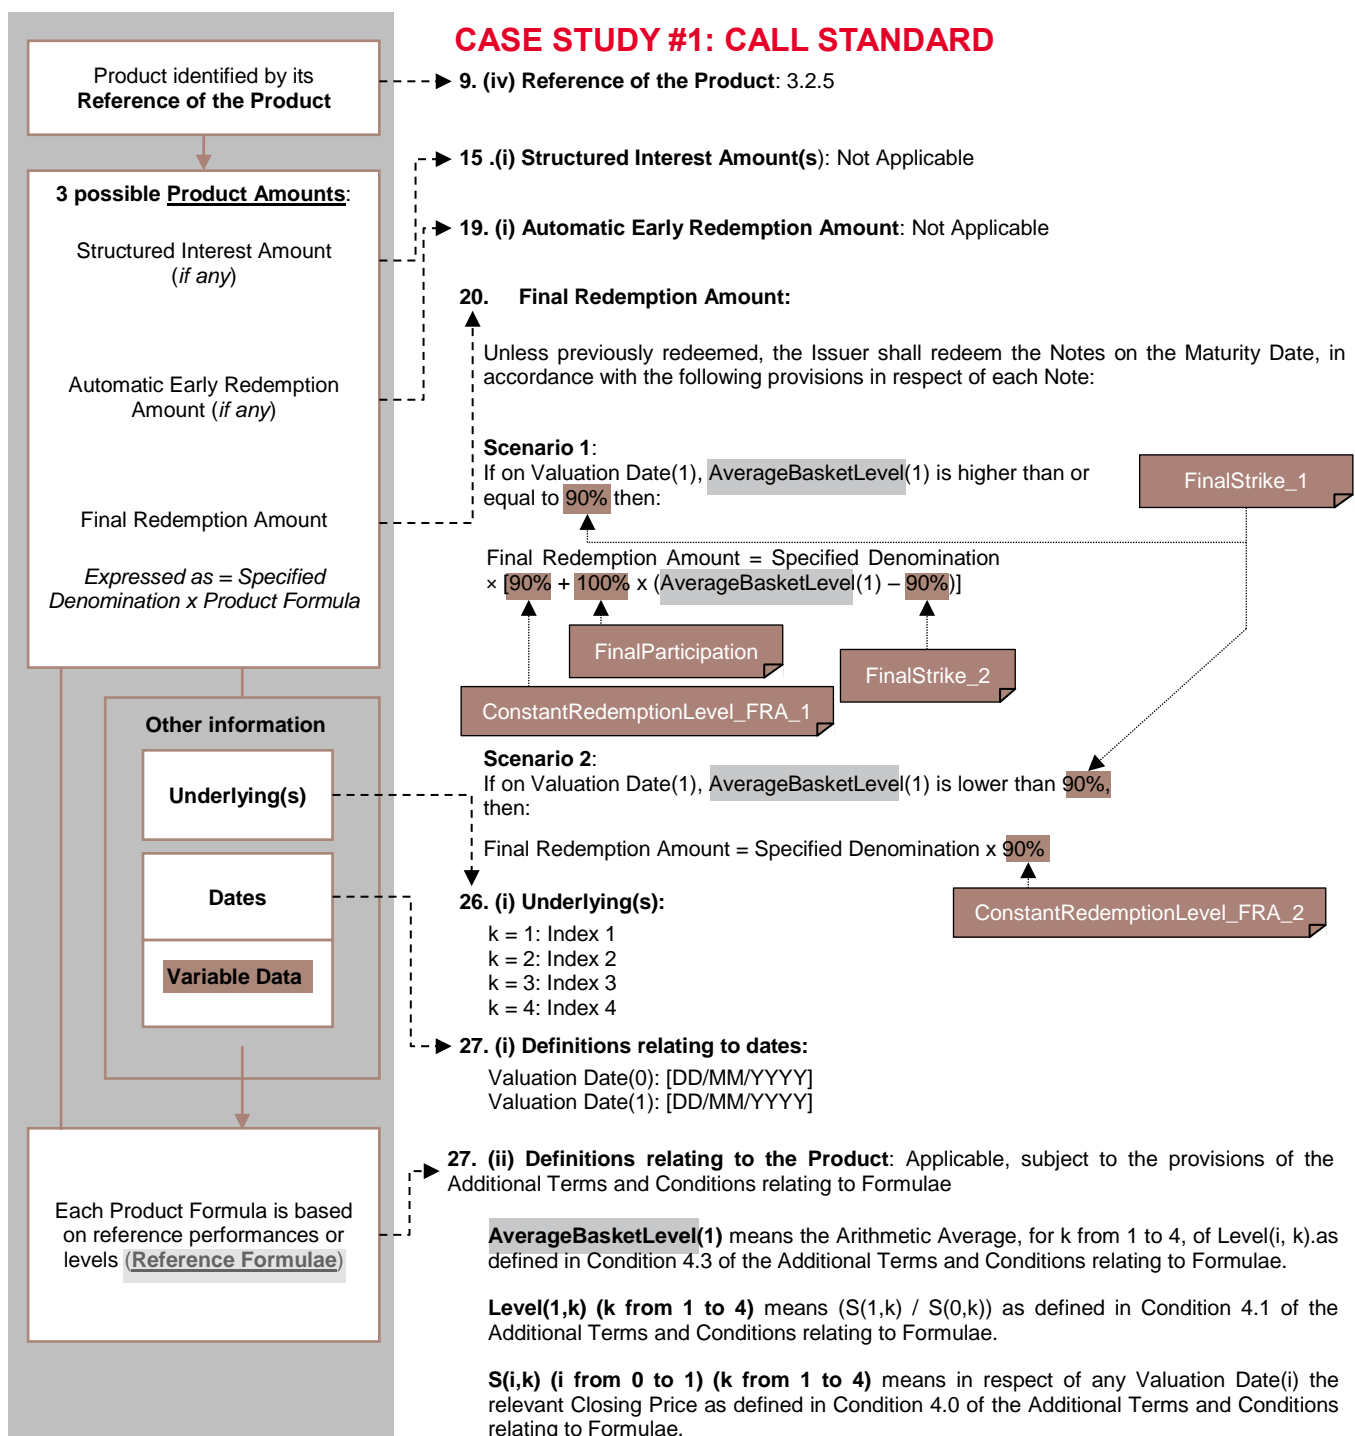 CASE STUDY #1: CALL STANDARD
Product identified by its
Reference of the Product
9. (iv) Reference of the Product: 3.2.5
15 .(i) Structured Interest Amount(s): Not Applicable
3 possible Product Amounts:
19. (i) Automatic Early Redemption Amount: Not Applicable
Structured Interest Amount
(if any)
20. Final Redemption Amount:
Unless previously redeemed, the Issuer shall redeem the Notes on the Maturity Date, in
accordance with the following provisions in respect of each Note:
Automatic Early Redemption
Amount (if any)
Scenario 1:
If on Valuation Date(1), AverageBasketLevel(1) is higher than or
equal to 90% then:
FinalStrike_1
Final Redemption Amount
Final Redemption Amount = Specified Denomination
× [90% + 100% x (AverageBasketLevel(1) – 90%)]
Expressed as = Specified
Denomination x Product Formula
FinalParticipation
FinalStrike_2
ConstantRedemptionLevel_FRA_1
Other information
Scenario 2:
If on Valuation Date(1), AverageBasketLevel(1) is lower than 90%,
then:
Underlying(s)
Final Redemption Amount = Specified Denomination x 90%
Dates
26. (i) Underlying(s):
ConstantRedemptionLevel_FRA_2
k = 1: Index 1
k = 2: Index 2
k = 3: Index 3
k = 4: Index 4
Variable Data
27. (i) Definitions relating to dates:
Valuation Date(0): [DD/MM/YYYY]
Valuation Date(1): [DD/MM/YYYY]
27. (ii) Definitions relating to the Product: Applicable, subject to the provisions of the
Additional Terms and Conditions relating to Formulae
Each Product Formula is based
on reference performances or
levels (Reference Formulae)
AverageBasketLevel(1) means the Arithmetic Average, for k from 1 to 4, of Level(i, k).as
defined in Condition 4.3 of the Additional Terms and Conditions relating to Formulae.
Level(1,k) (k from 1 to 4) means (S(1,k) / S(0,k)) as defined in Condition 4.1 of the
Additional Terms and Conditions relating to Formulae.
S(i,k) (i from 0 to 1) (k from 1 to 4) means in respect of any Valuation Date(i) the
relevant Closing Price as defined in Condition 4.0 of the Additional Terms and Conditions
relating to Formulae.